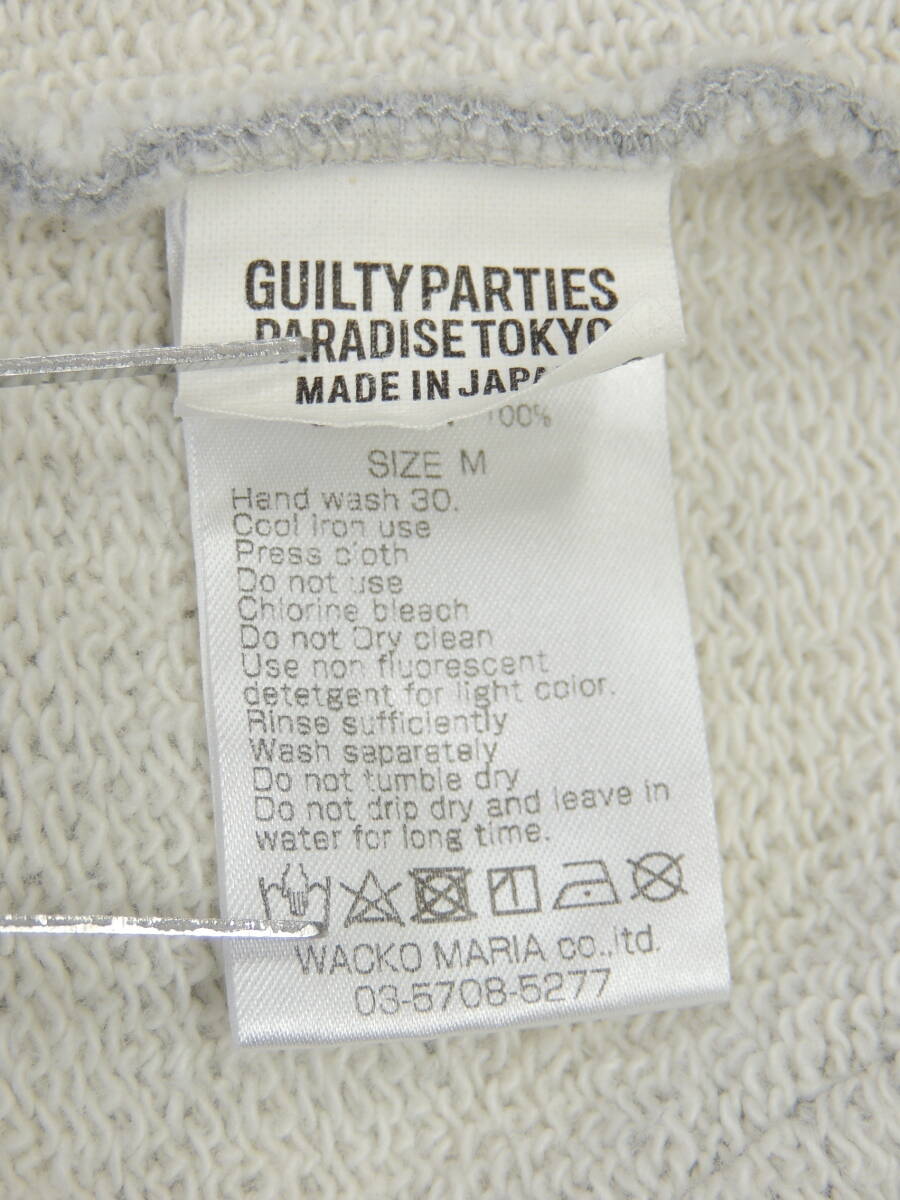 GUILTY PARTIES
PARADISE TOKYO
MADE IN JAPA
100%
SIZE M
Hand wash 30.
Cool Iron use
Press cloth
Do not use
Chlorine bleach
Do not Dry clean
Use non fluorescent
detetgent for light color.
Rinse sufficiently
Wash separately
Do not tumble dry
Do not drip dry and leave in
water for long time.
WACKO MARIA co.,ltd.
03-5708-5277